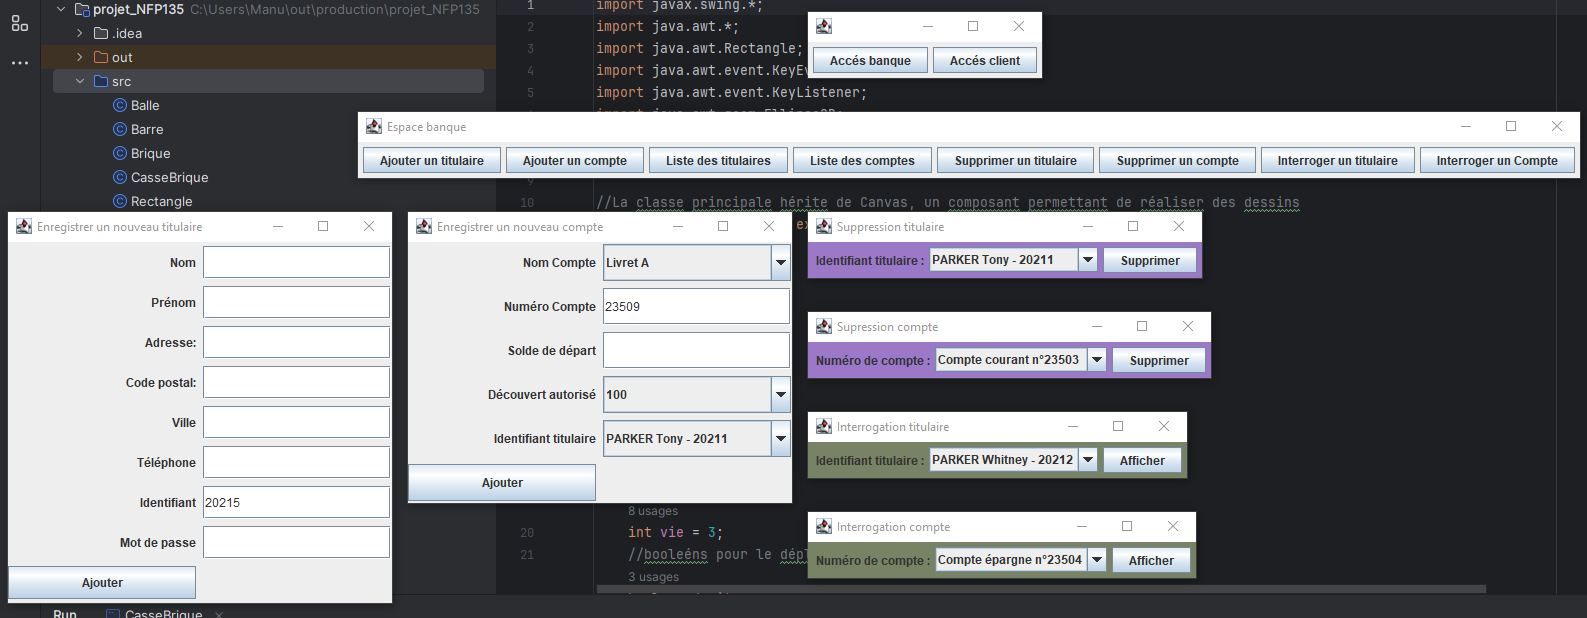 projet_NFP135 C:\Users\Manu\out\production\projet_NFP135
.idea
out
src
Balle
Barre
Brique
CasseBrique
Rectangle
1 import javax.swing.*;
2 import java.awt.*;
3 import java.awt.Rectangle;
4 import java.awt.event.KeyEv
5 import java.awt.event.KeyListener;
Accés banque Accés client
Espace banque
Ajouter un titulaire Ajouter un compte Liste des titulaires Liste des comptes Supprimer un titulaire Supprimer un compte Interroger un titulaire Interroger un Compte
10 //La classe principale hérite de Canvas, un composant permettant de réaliser des dessins
Enregistrer un nouveau titulaire
Nom
Prénom
Adresse:
Code postal:
Ville
Téléphone
Identifiant 20215
Mot de passe
Ajouter
Enregistrer un nouveau compte
Nom Compte Livret A
Numéro Compte 23509
Solde de départ
Découvert autorisé 100
Identifiant titulaire PARKER Tony - 20211
Ajouter
ex
Suppression titulaire
Identifiant titulaire : PARKER Tony - 20211 Supprimer
Supression compte
Numéro de compte : Compte courant n°23503 Supprimer
Interrogation titulaire
Identifiant titulaire : PARKER Whitney - 20212 Afficher
Interrogation compte
Numéro de compte : Compte épargne n°23504 Afficher
8 usages
20 int vie = 3;
21 //booleéns pour le dépl
3 usages
Run CasseBrique